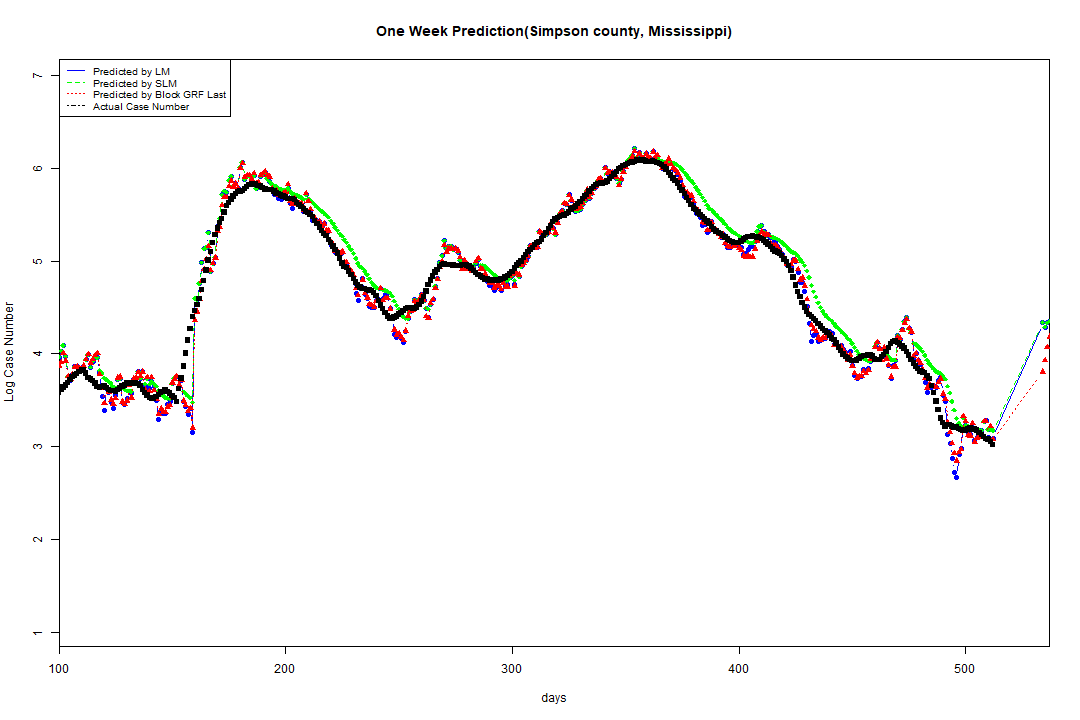 One Week Prediction(Simpson county, Mississippi)
Predicted by LM
Predicted by SLM
Predicted by Block GRF Last
Actual Case Number
7
6
5
4
3
2
1
Log Case Number
100 200 300 400 500
days